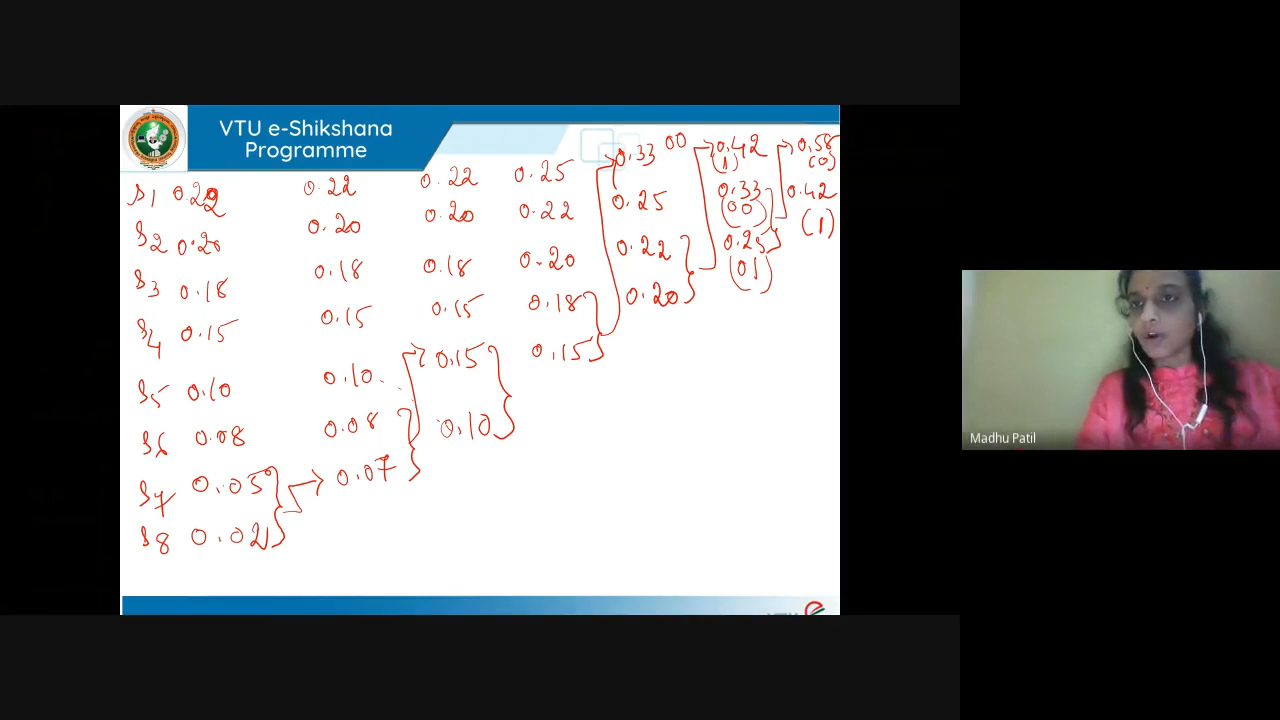 VTU e-Shikshana
Programme
S1 0.22 0.22 0.22 0.25 0.33 00 0.42 0.58
(1) (0)
S2 0.20 0.20 0.20 0.22 0.25 0.33 0.42
(00) (1)
S3 0.18 0.18 0.18 0.20 0.22 0.25
(01)
S4 0.15 0.15 0.15 0.18 0.20
S5 0.10 0.10 0.15 0.15
S6 0.08 0.08 0.10
S7 0.05 0.07
S8 0.02
Madhu Patil